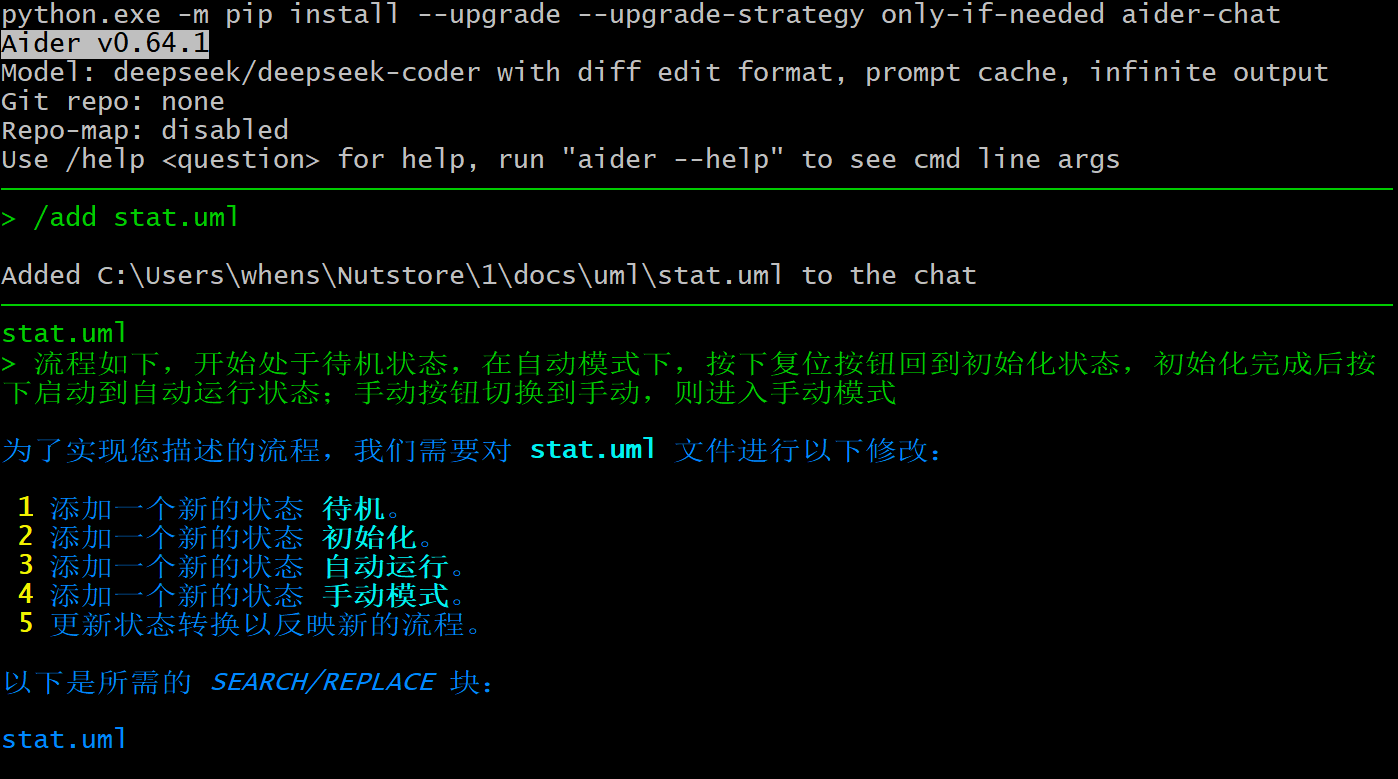 python.exe -m pip install --upgrade --upgrade-strategy only-if-needed aider-chat
Aider v0.64.1
Model: deepseek/deepseek-coder with diff edit format, prompt cache, infinite output
Git repo: none
Repo-map: disabled
Use /help <question> for help, run "aider --help" to see cmd line args
> /add stat.uml
Added C:\Users\whens\Nutstore\1\docs\uml\stat.uml to the chat
stat.uml
> 流程如下，开始处于待机状态，在自动模式下，按下复位按钮回到初始化状态，初始化完成后按
下启动到自动运行状态；手动按钮切换到手动，则进入手动模式
为了实现您描述的流程，我们需要对 stat.uml 文件进行以下修改：
1 添加一个新的状态 待机。
2 添加一个新的状态 初始化。
3 添加一个新的状态 自动运行。
4 添加一个新的状态 手动模式。
5 更新状态转换以反映新的流程。
以下是所需的 SEARCH/REPLACE 块：
stat.uml